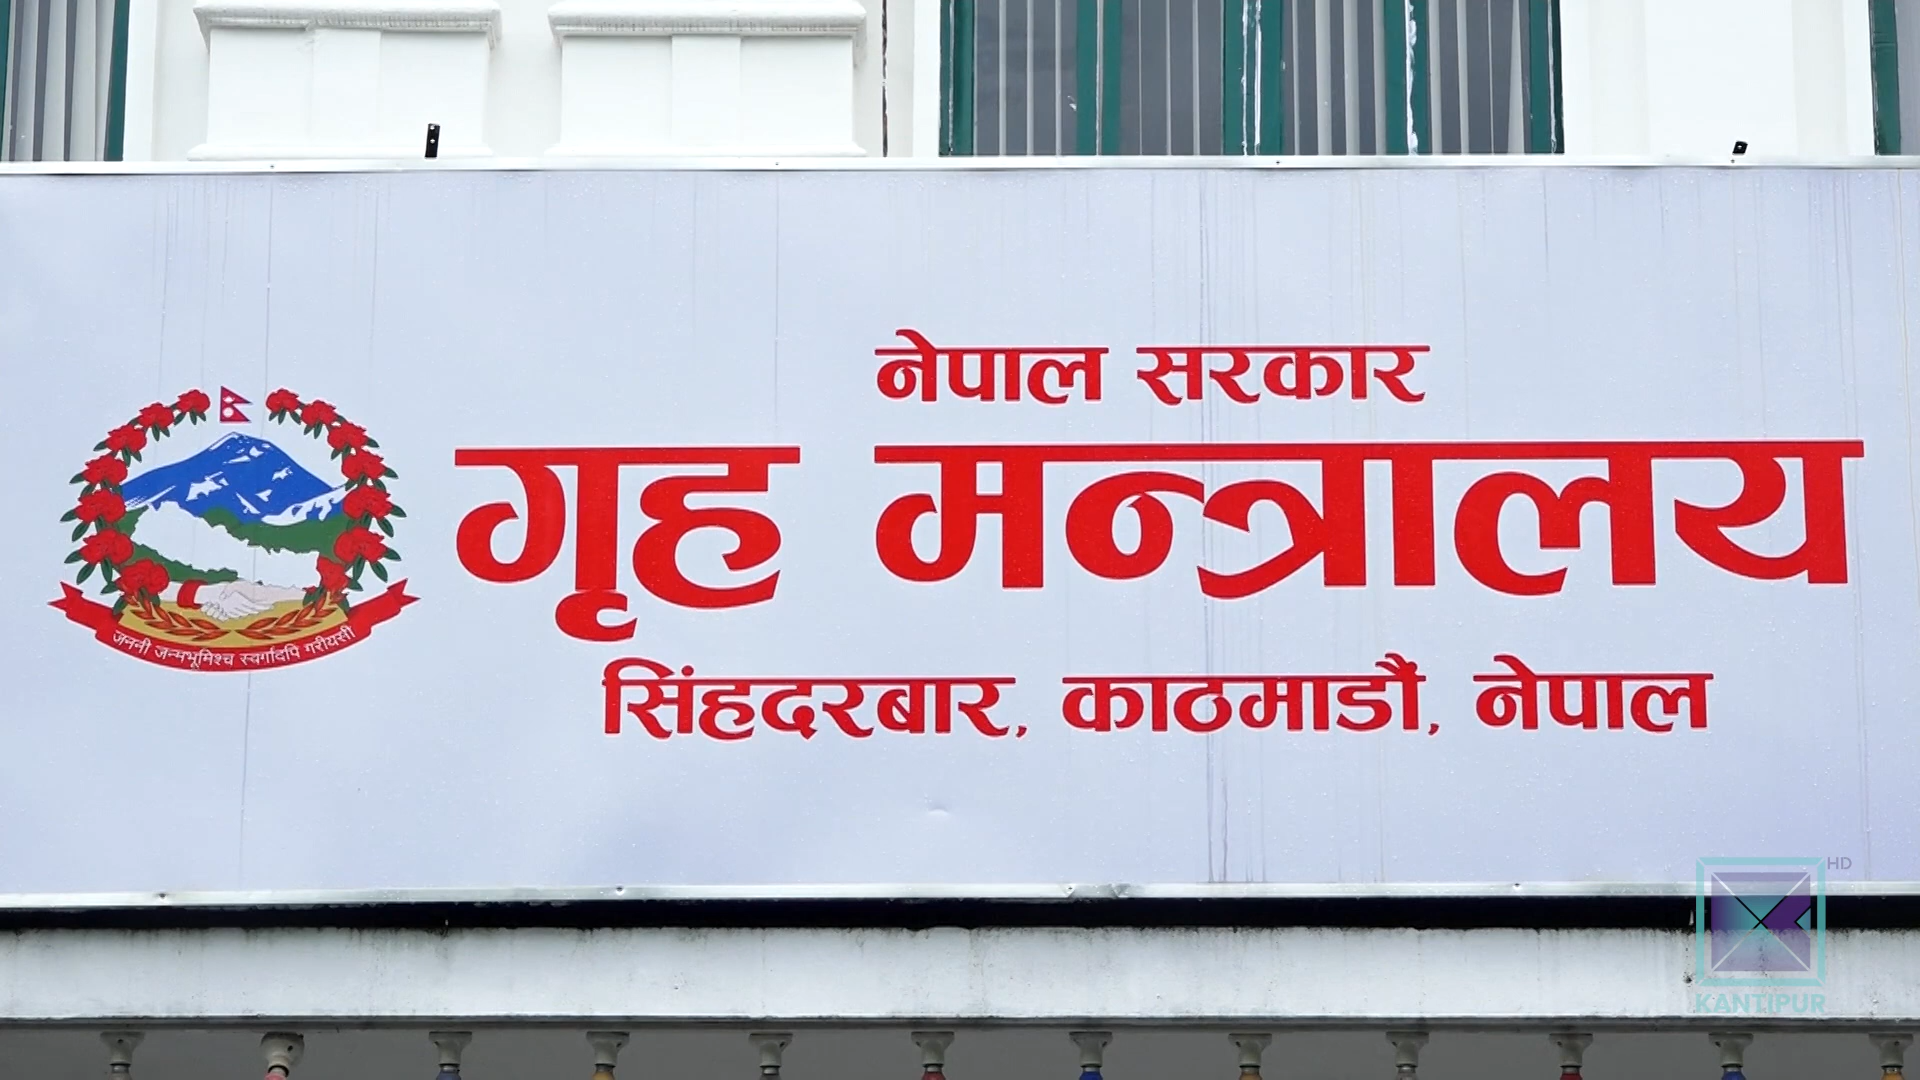 नेपाल सरकार
गृह मन्त्रालय
सिंहदरबार, काठमाडौं, नेपाल
जननी जन्मभूमिश्च स्वर्गादपि गरीयसी
HD
KANTIPUR